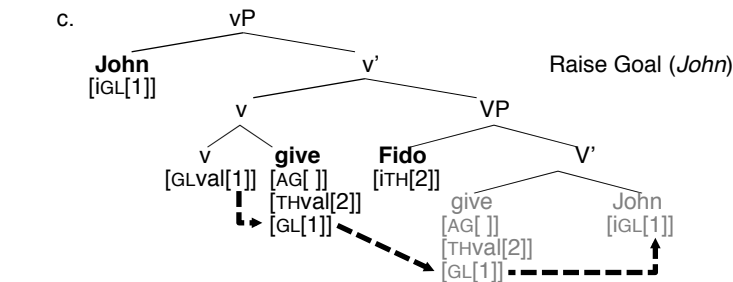 c. vP
John v’ Raise Goal (John)
[iGL[1]]
v VP
v give Fido V’
[GLval[1]] [AG[ ]] [iTH[2]]
[THval[2]] give John
[GL[1]] [AG[ ]] [iGL[1]]
[THval[2]]
[GL[1]]